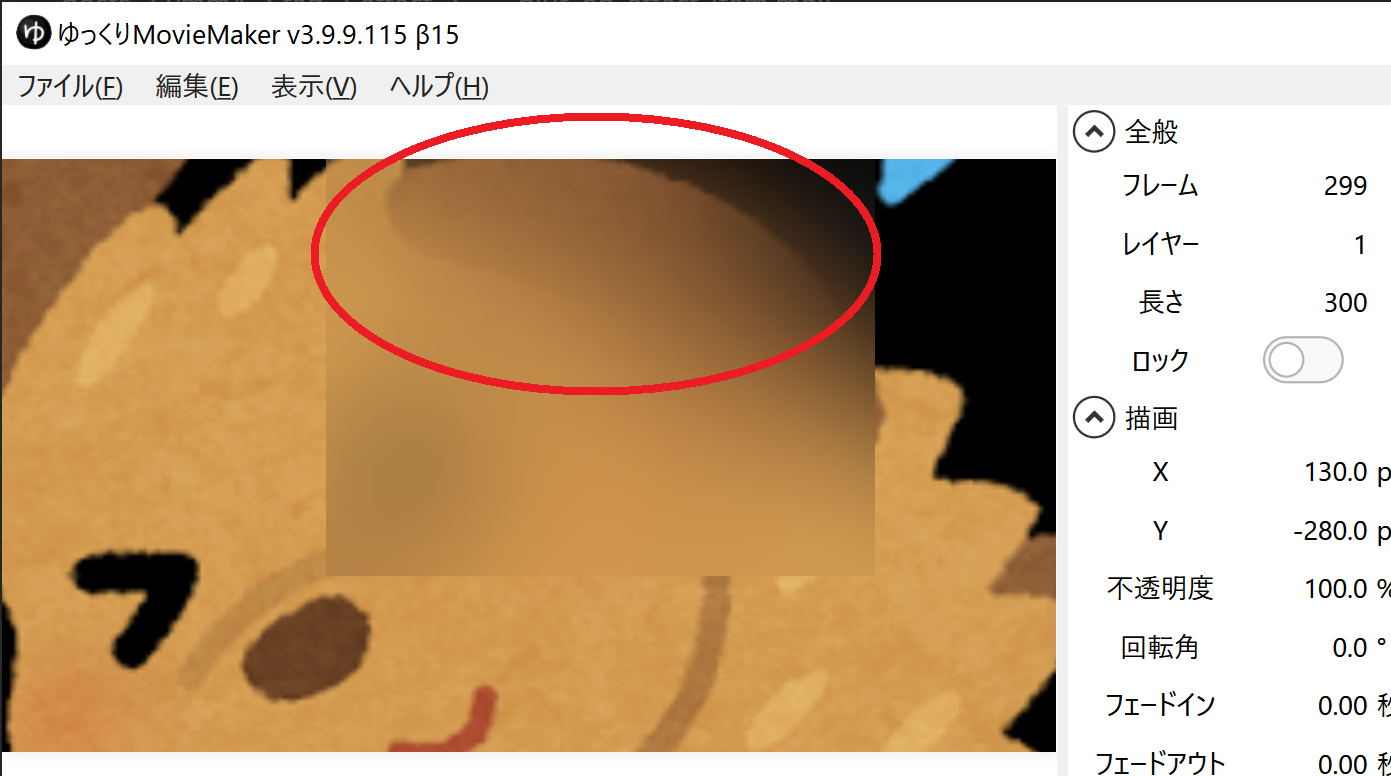 ゆ ゆっくりMovieMaker v3.9.9.115 β15
ファイル(F) 編集(E) 表示(V) ヘルプ(H)
全般
フレーム 299
レイヤー 1
長さ 300
ロック
描画
X 130.0 p
Y -280.0 p
不透明度 100.0 %
回転角 0.0 °
フェードイン 0.00 秒
フェードアウト 0.00 秒